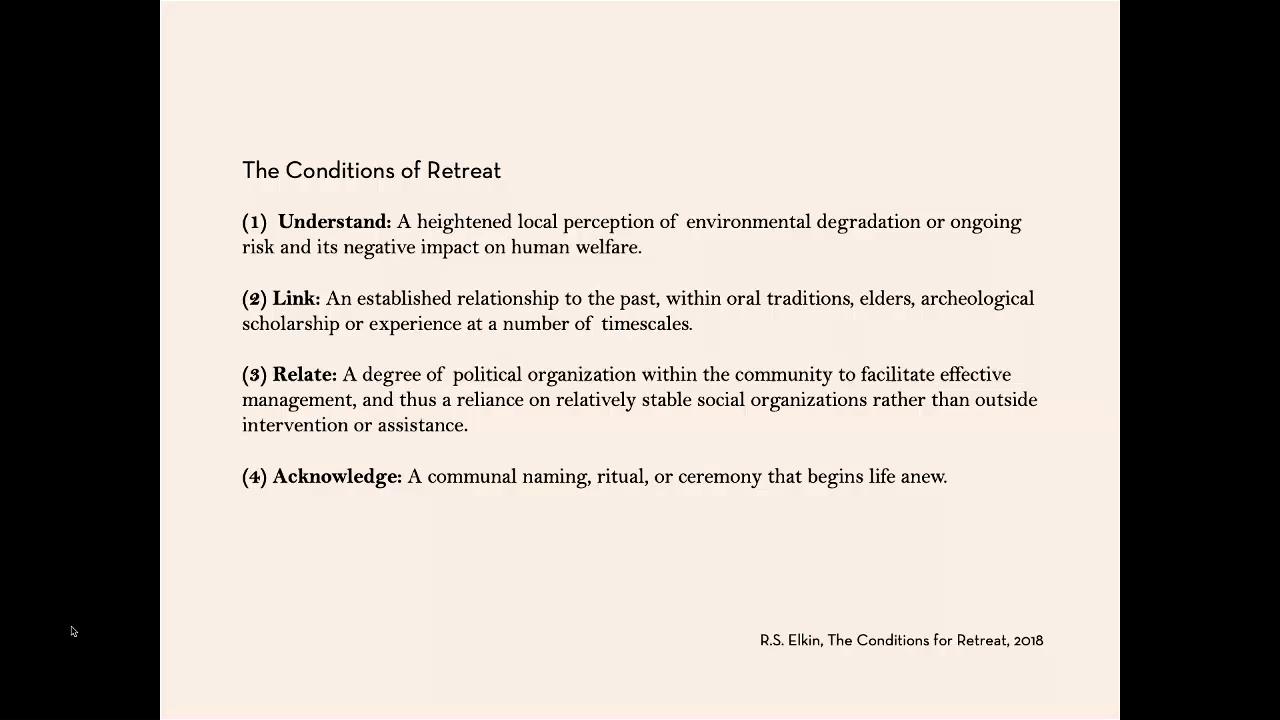 The Conditions of Retreat
(1) Understand: A heightened local perception of environmental degradation or ongoing
risk and its negative impact on human welfare.
(2) Link: An established relationship to the past, within oral traditions, elders, archeological
scholarship or experience at a number of timescales.
(3) Relate: A degree of political organization within the community to facilitate effective
management, and thus a reliance on relatively stable social organizations rather than outside
intervention or assistance.
(4) Acknowledge: A communal naming, ritual, or ceremony that begins life anew.
R.S. Elkin, The Conditions for Retreat, 2018